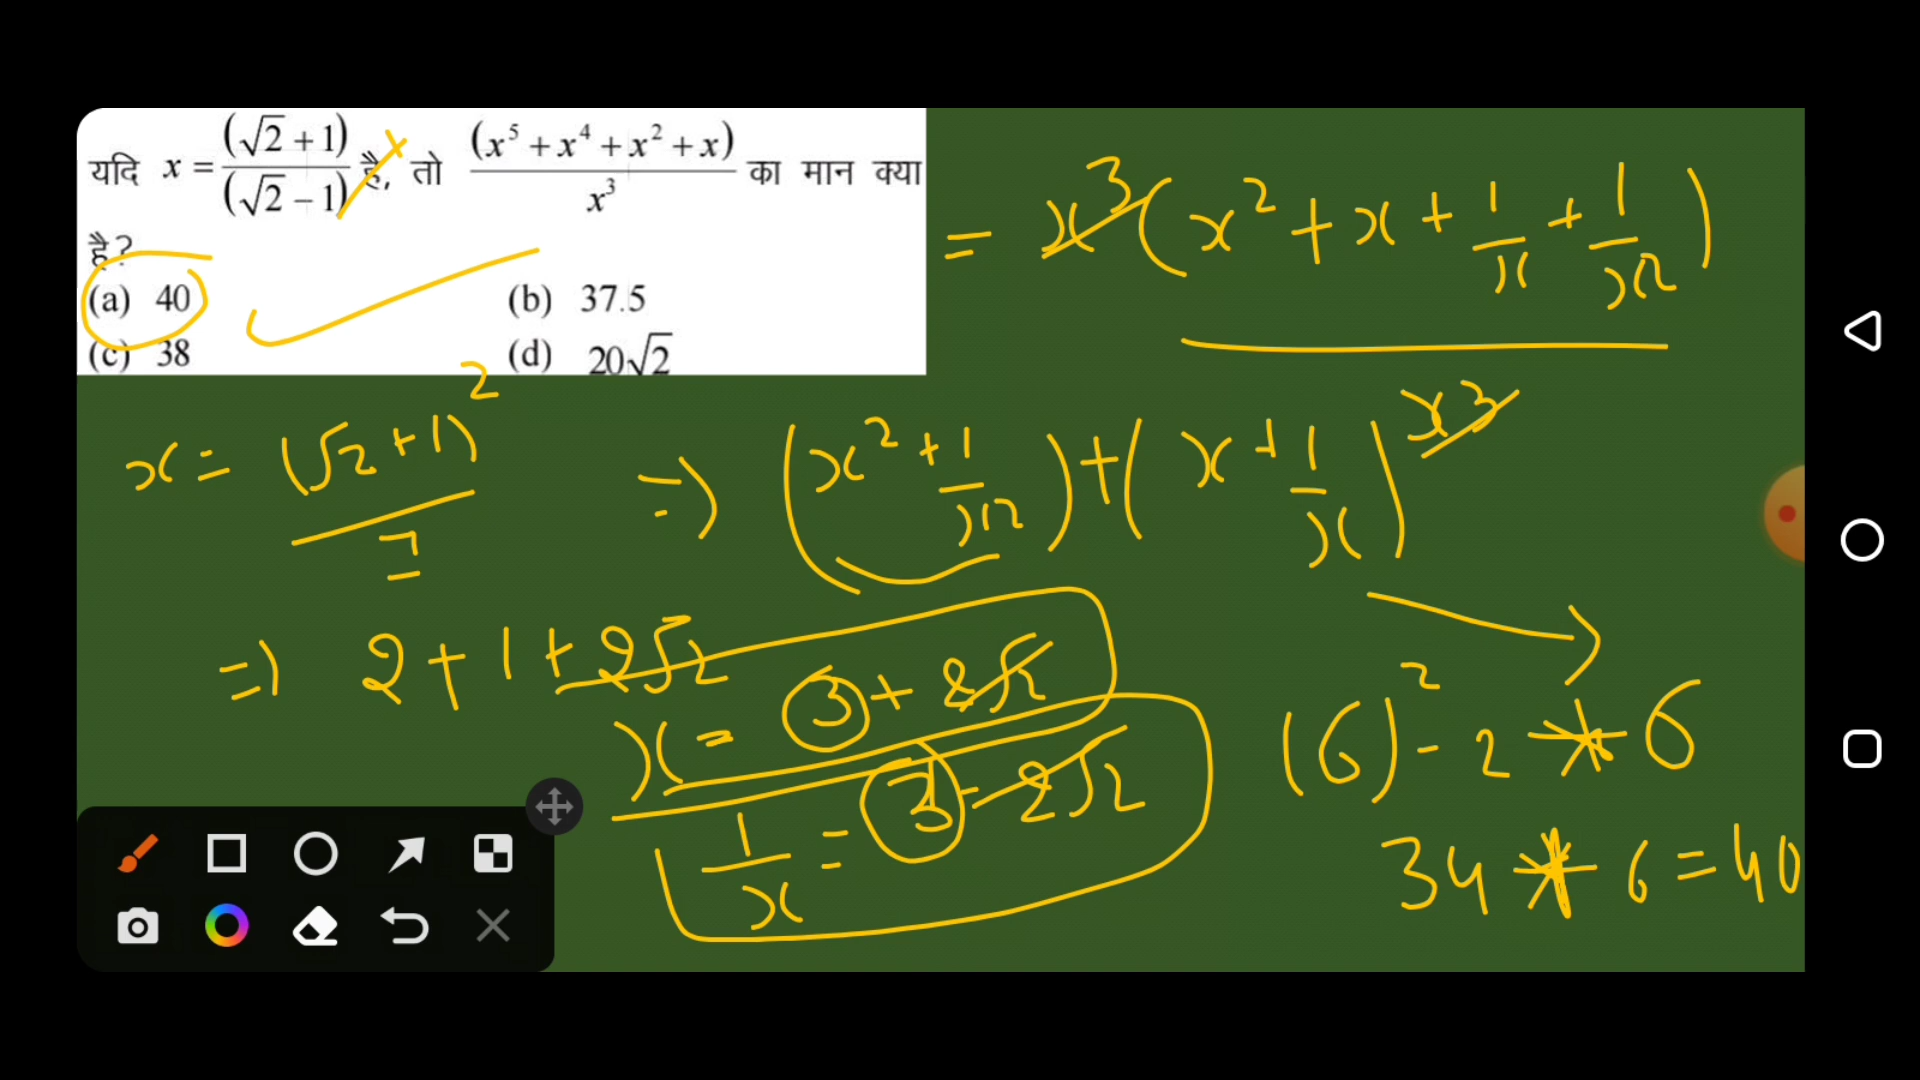 यदि x = (√2 + 1)/(√2 − 1) है, तो (x⁵ + x⁴ + x² + x)/x³ का मान क्या
है?
(a) 40 (b) 37.5
(c) 38 (d) 20√2
= x³(x² + x + 1/x + 1/x²)
x³
x = (√2 + 1)²
1
=) (x² + 1/x²) + (x + 1/x)
=) 2 + 1 + 2√2
x = 3 + 2√2
1/x = 3 - 2√2
(6)² - 2 * 6
34 * 6 = 40